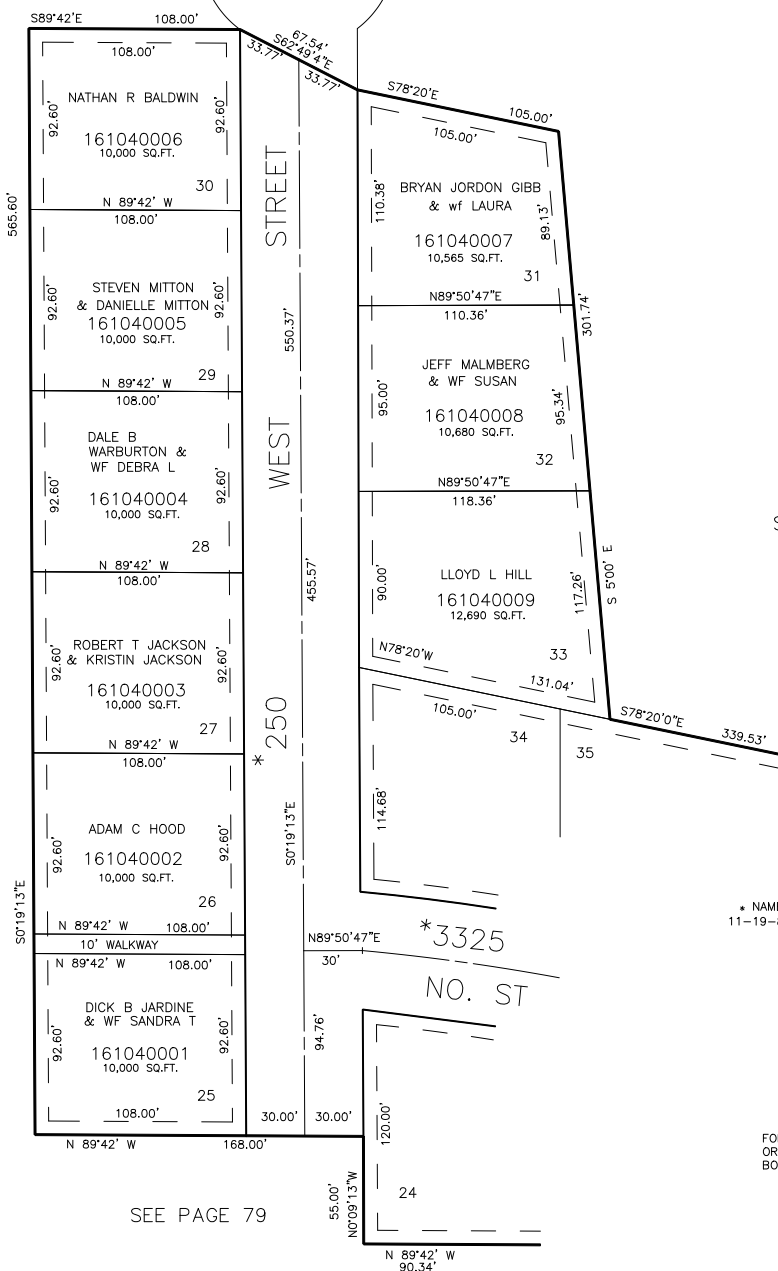 S89°42'E 108.00'
108.00'
NATHAN R BALDWIN
161040006
10,000 SQ.FT.
92.60'
92.60'
30
N 89°42' W
108.00'
565.60'
STEVEN MITTON
& DANIELLE MITTON
161040005
10,000 SQ.FT.
92.60'
92.60'
29
N 89°42' W
108.00'
DALE B
WARBURTON &
WF DEBRA L
161040004
10,000 SQ.FT.
92.60'
92.60'
28
N 89°42' W
108.00'
ROBERT T JACKSON
& KRISTIN JACKSON
161040003
10,000 SQ.FT.
92.60'
92.60'
27
N 89°42' W
108.00'
ADAM C HOOD
161040002
10,000 SQ.FT.
92.60'
92.60'
26
S0°19'13"E
N 89°42' W 108.00'
10' WALKWAY
N 89°42' W 108.00'
DICK B JARDINE
& WF SANDRA T
161040001
10,000 SQ.FT.
92.60'
92.60'
25
108.00'
N 89°42' W 168.00'
SEE PAGE 79
67.54'
S62°49'4"E
33.77'
33.77'
* 250 WEST STREET
550.37'
455.57'
S0°19'13"E
N89°50'47"E
30'
94.76'
30.00' 30.00'
S78°20'E 105.00'
105.00'
BRYAN JORDON GIBB
& wf LAURA
161040007
10,565 SQ.FT.
110.38'
89.13'
31
N89°50'47"E
110.36'
301.74'
JEFF MALMBERG
& WF SUSAN
161040008
10,680 SQ.FT.
95.00'
95.34'
32
N89°50'47"E
118.36'
LLOYD L HILL
161040009
12,690 SQ.FT.
90.00'
117.26'
S 5°00' E
33
N78°20'W
131.04'
S78°20'0"E 339.53'
105.00'
34
35
114.68'
*3325
NO. ST
* NAME
11-19-
120.00'
24
55.00'
N0°09'13"W
N 89°42' W
90.34'
FO
OR
BO